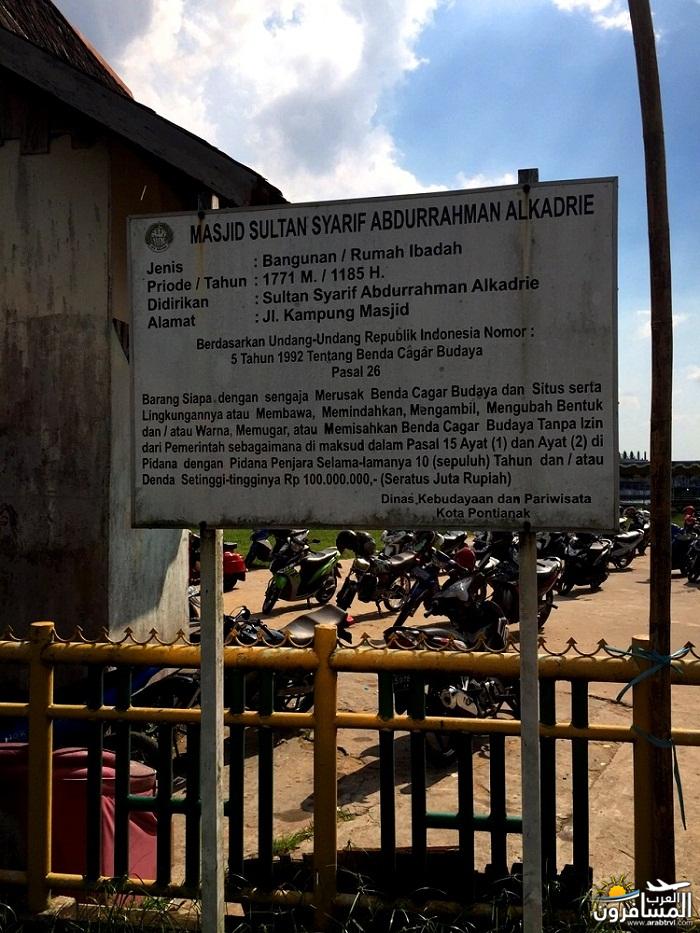 MASJID SULTAN SYARIF ABDURRAHMAN ALKADRIE
Jenis : Bangunan / Rumah Ibadah
Priode / Tahun : 1771 M. / 1185 H.
Didirikan : Sultan Syarif Abdurrahman Alkadrie
Alamat : Jl. Kampung Masjid
Berdasarkan Undang-Undang Republik Indonesia Nomor :
5 Tahun 1992 Tentang Benda Cagar Budaya
Pasal 26
Barang Siapa dengan sengaja Merusak Benda Cagar Budaya dan Situs serta
Lingkungannya atau Membawa, Memindahkan, Mengambil, Mengubah Bentuk
dan / atau Warna, Memugar, atau Memisahkan Benda Cagar Budaya Tanpa Izin
dari Pemerintah sebagaimana di maksud dalam Pasal 15 Ayat (1) dan Ayat (2) di
Pidana dengan Pidana Penjara Selama-lamanya 10 (sepuluh) Tahun dan / atau
Denda Setinggi-tingginya Rp 100.000.000,- (Seratus Juta Rupiah)
Dinas Kebudayaan dan Pariwisata
Kota Pontianak
العرب
المسافرون
www.arabtrvl.com